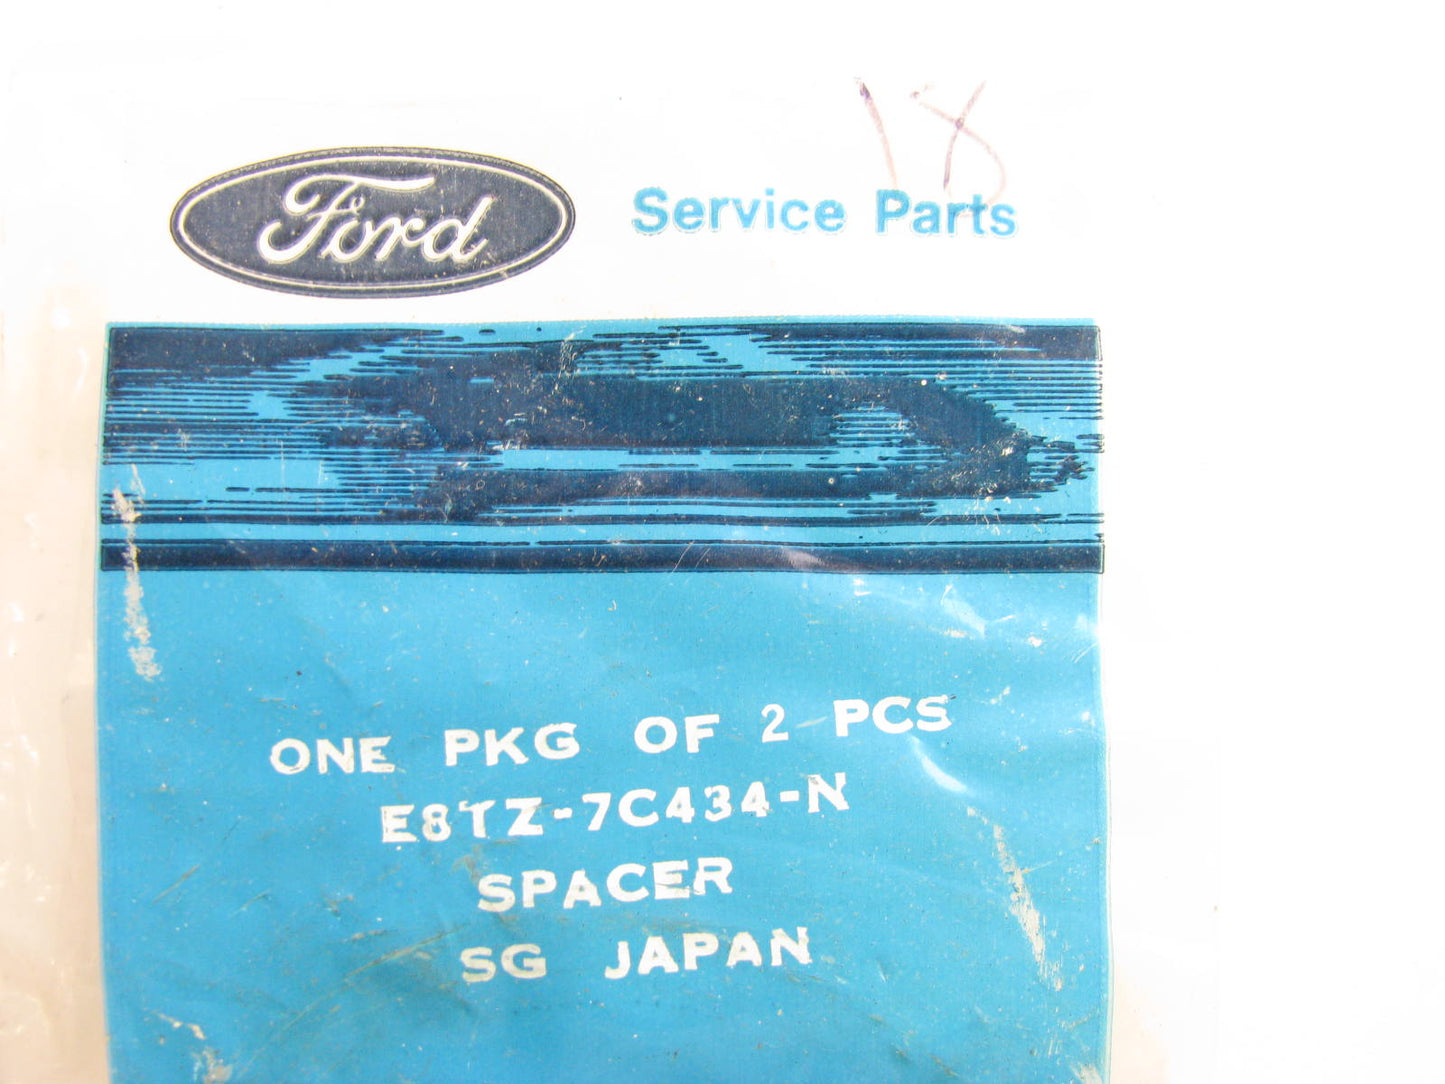 18
Ford Service Parts
ONE PKG OF 2 PCS
E8TZ-7C434-N
SPACER
SG JAPAN